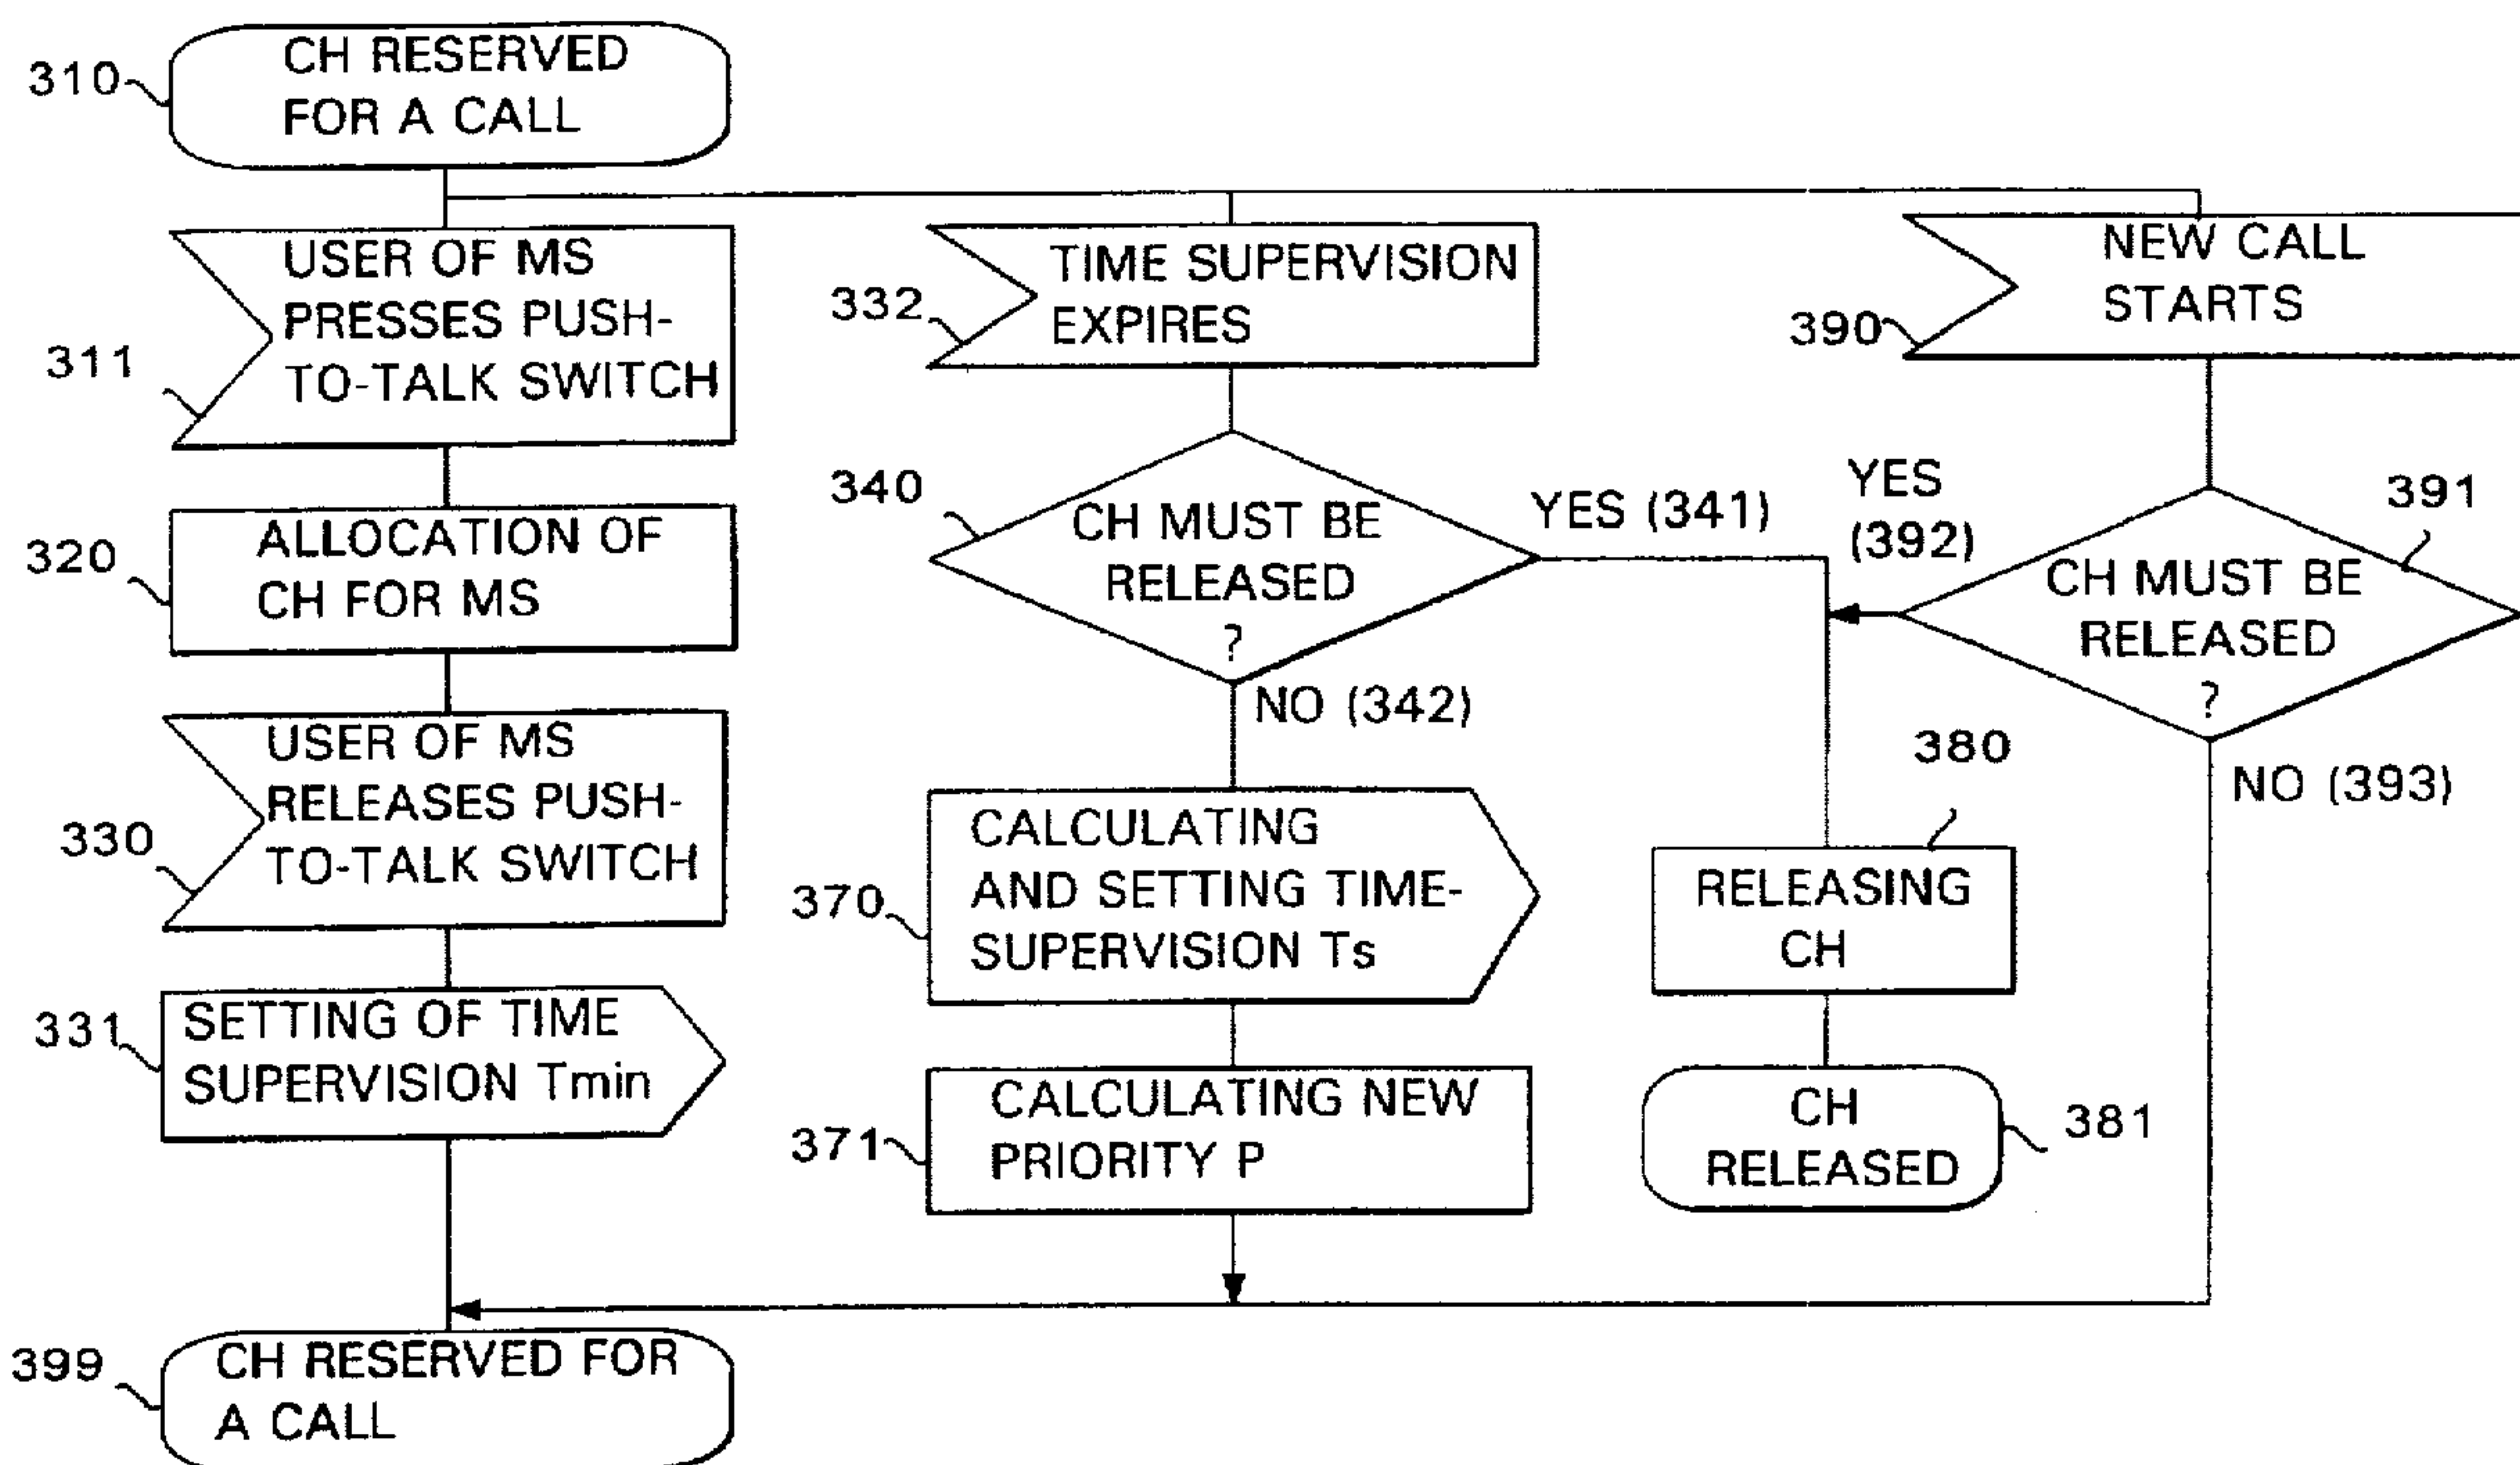 310
CH RESERVED
FOR A CALL
311
USER OF MS
PRESSES PUSH-
TO-TALK SWITCH
320
ALLOCATION OF
CH FOR MS
330
USER OF MS
RELEASES PUSH-
TO-TALK SWITCH
331
SETTING OF TIME
SUPERVISION Tmin
399
CH RESERVED FOR
A CALL
332
TIME SUPERVISION
EXPIRES
340
CH MUST BE
RELEASED
?
YES (341)
NO (342)
370
CALCULATING
AND SETTING TIME-
SUPERVISION Ts
371
CALCULATING NEW
PRIORITY P
390
NEW CALL
STARTS
391
CH MUST BE
RELEASED
?
YES
(392)
NO (393)
380
RELEASING
CH
381
CH
RELEASED